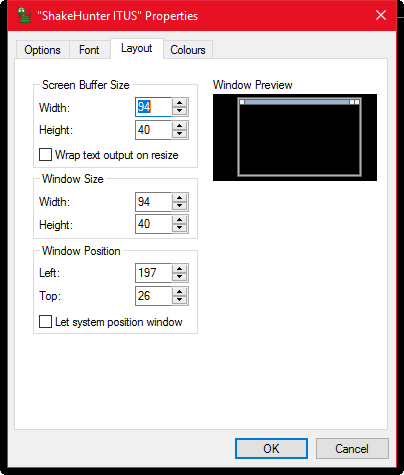 "ShakeHunter ITUS" Properties
Options Font Layout Colours
Screen Buffer Size
Width: 94
Height: 40
Wrap text output on resize
Window Size
Width: 94
Height: 40
Window Position
Left: 197
Top: 26
Let system position window
Window Preview
OK Cancel